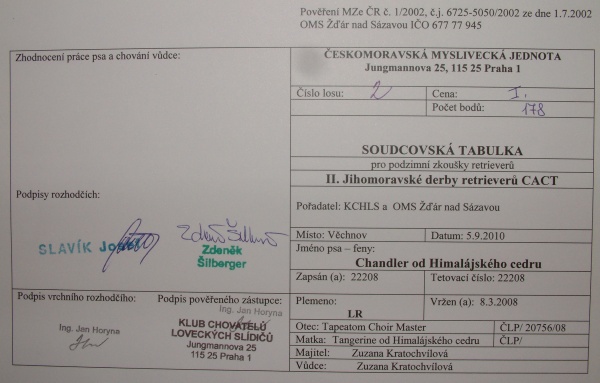 Pověření MZe ČR č. 1/2002, č.j. 6725-5050/2002 ze dne 1.7.2002
OMS Žďár nad Sázavou IČO 677 77 945
Zhodnocení práce psa a chování vůdce:
ČESKOMORAVSKÁ MYSLIVECKÁ JEDNOTA
Jungmannova 25, 115 25 Praha 1
Číslo losu: 2
Cena: I.
Počet bodů: 178
SOUDCOVSKÁ TABULKA
pro podzimní zkoušky retrieverů
II. Jihomoravské derby retrieverů CACT
Podpisy rozhodčích:
SLAVÍK Josef
Zdeněk Šilberger
Zdeněk
Šilberger
Pořadatel: KCHLS a OMS Žďár nad Sázavou
Místo: Věchnov Datum: 5.9.2010
Jméno psa – feny:
Chandler od Himalájského cedru
Zapsán (a): 22208 Tetovací číslo: 22208
Podpis vrchního rozhodčího: Podpis pověřeného zástupce:
Ing. Jan Horyna
Ing. Jan Horyna
KLUB CHOVATELŮ
LOVECKÝCH SLÍDIČŮ
Jungmannova 25
115 25 Praha 1
Plemeno: Vržen (a): 8.3.2008
LR
Otec: Tapeatom Choir Master ČLP/ 20756/08
Matka: Tangerine od Himalájského cedru ČLP/
Majitel: Zuzana Kratochvílová
Vůdce: Zuzana Kratochvílová